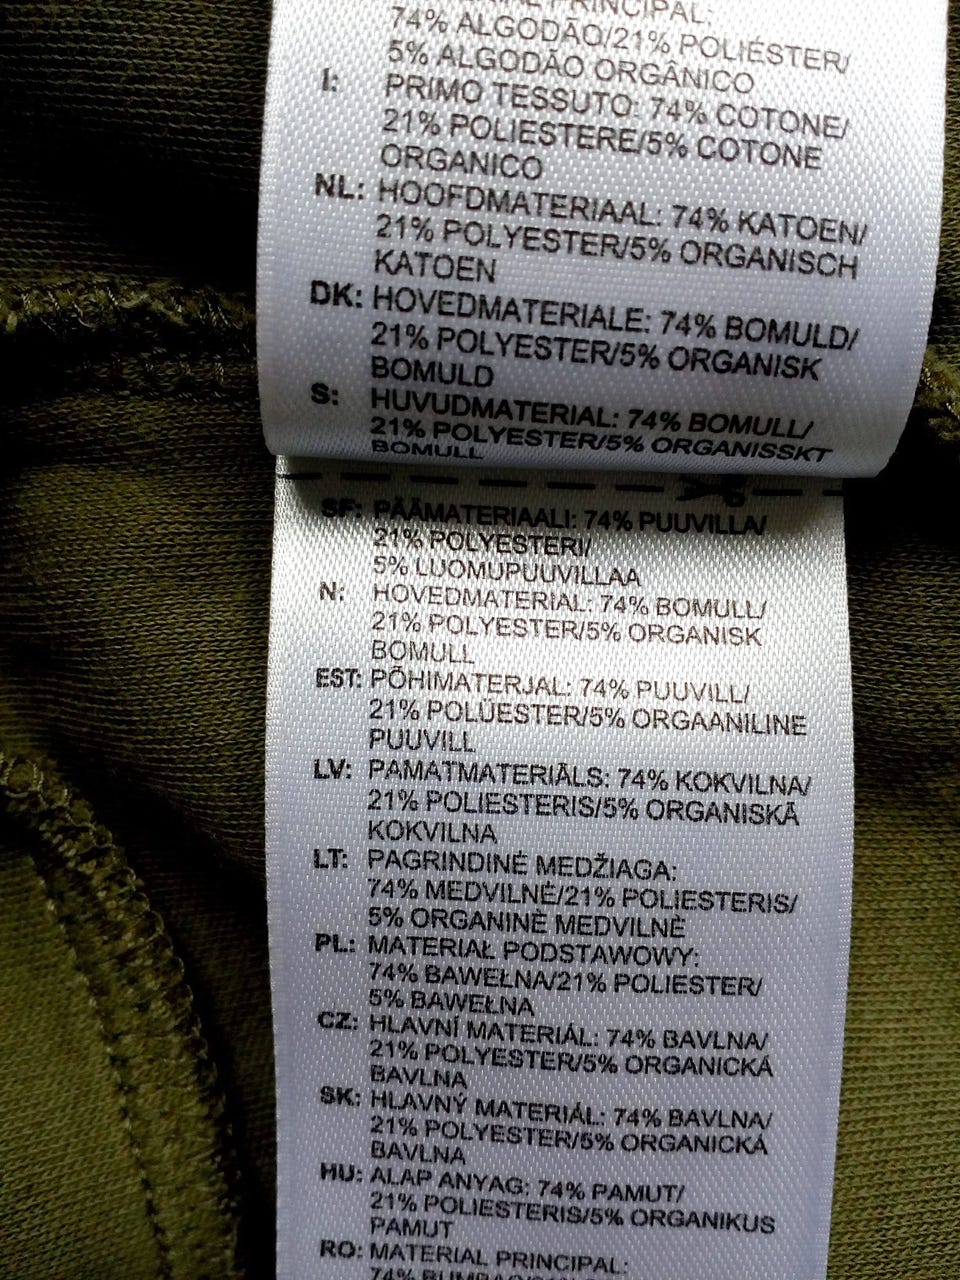 PRINCIPAL:
74% ALGODÃO/21% POLIÉSTER/
5% ALGODÃO ORGÂNICO
I: PRIMO TESSUTO: 74% COTONE/
21% POLIESTERE/5% COTONE
ORGANICO
NL: HOOFDMATERIAAL: 74% KATOEN/
21% POLYESTER/5% ORGANISCH
KATOEN
DK: HOVEDMATERIALE: 74% BOMULD/
21% POLYESTER/5% ORGANISK
BOMULD
S: HUVUDMATERIAL: 74% BOMULL/
21% POLYESTER/5% ORGANISSKT
BOMULL
SF: PÄÄMATERIAALI: 74% PUUVILLA/
21% POLYESTERI/
5% LUOMUPUUVILLAA
N: HOVEDMATERIAL: 74% BOMULL/
21% POLYESTER/5% ORGANISK
BOMULL
EST: PÕHIMATERJAL: 74% PUUVILL/
21% POLÜESTER/5% ORGAANILINE
PUUVILL
LV: PAMATMATERIĀLS: 74% KOKVILNA/
21% POLIESTERIS/5% ORGANISKĀ
KOKVILNA
LT: PAGRINDINĖ MEDŽIAGA:
74% MEDVILNĖ/21% POLIESTERIS/
5% ORGANINĖ MEDVILNĖ
PL: MATERIAŁ PODSTAWOWY:
74% BAWEŁNA/21% POLIESTER/
5% BAWEŁNA
CZ: HLAVNÍ MATERIÁL: 74% BAVLNA/
21% POLYESTER/5% ORGANICKÁ
BAVLNA
SK: HLAVNÝ MATERIÁL: 74% BAVLNA/
21% POLYESTER/5% ORGANICKÁ
BAVLNA
HU: ALAP ANYAG: 74% PAMUT/
21% POLIESTERIS/5% ORGANIKUS
PAMUT
RO: MATERIAL PRINCIPAL:
74%